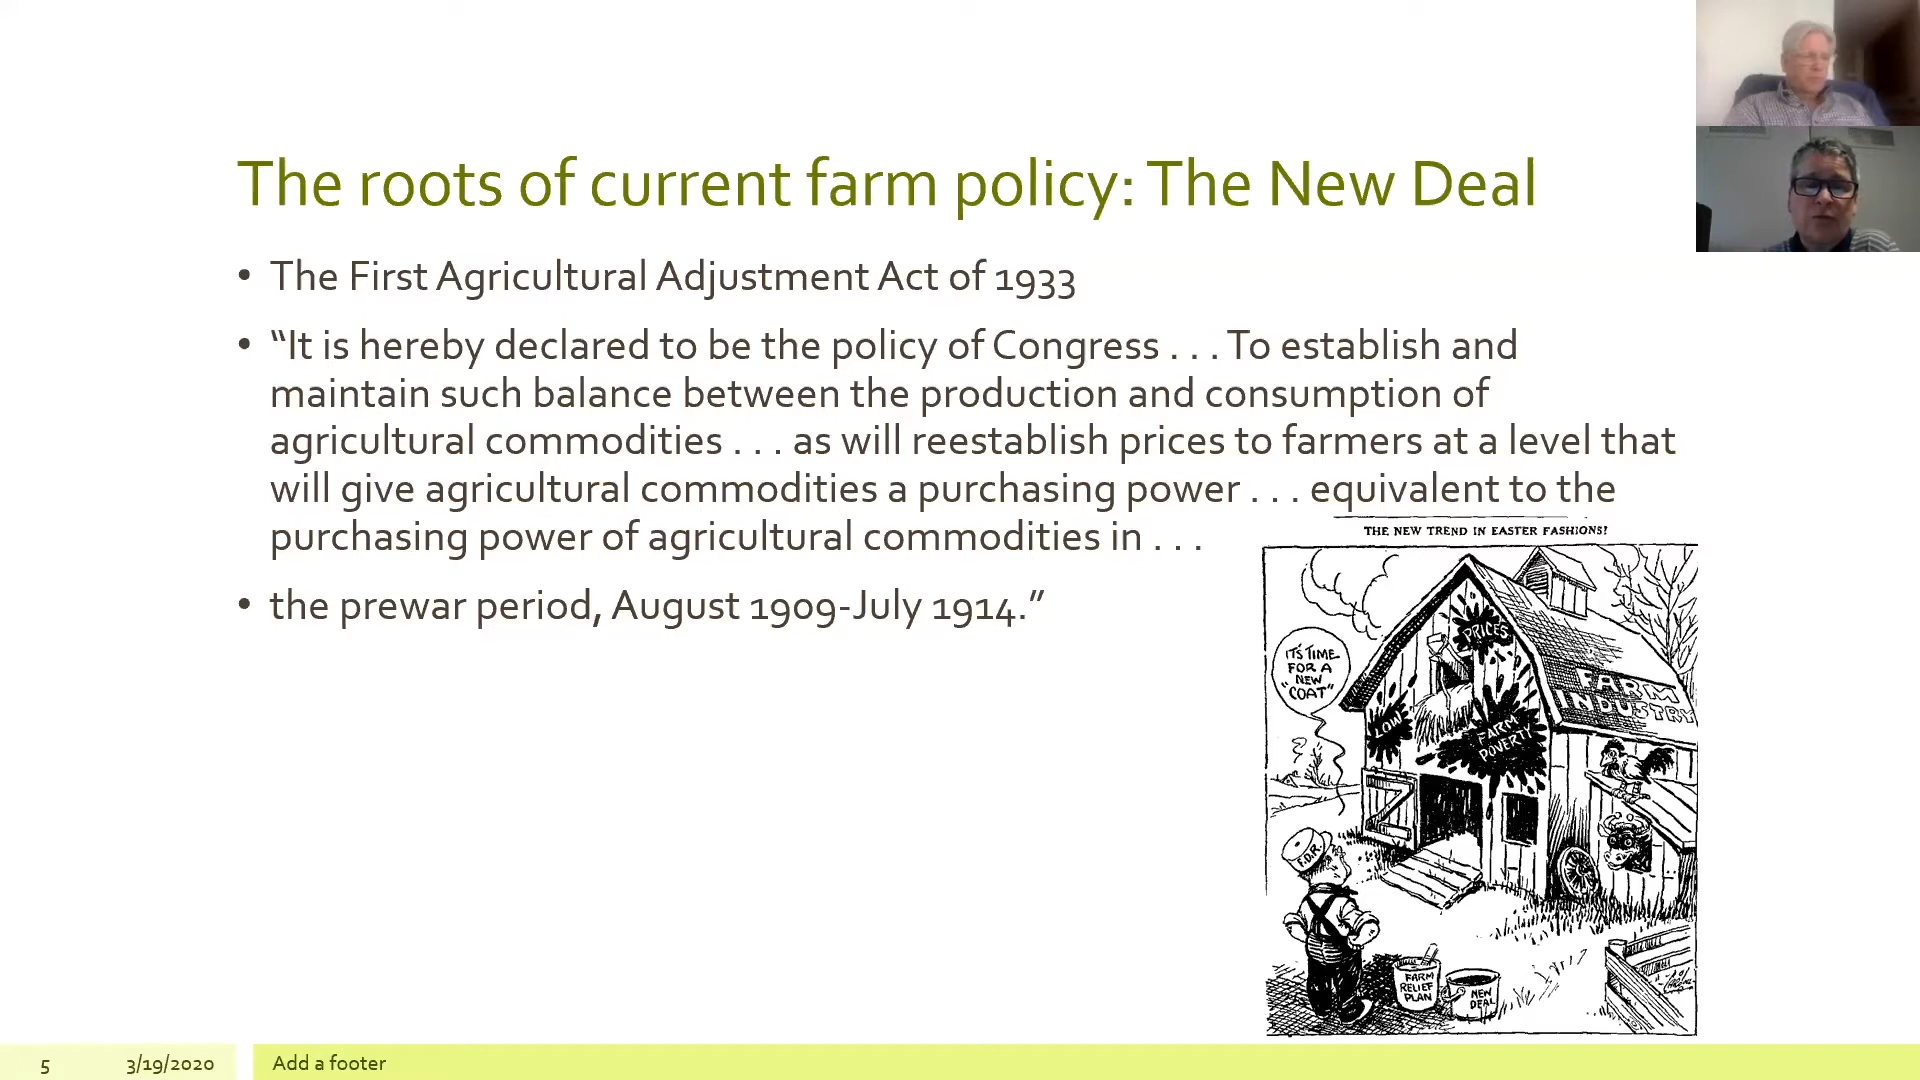 The roots of current farm policy: The New Deal
• The First Agricultural Adjustment Act of 1933
• “It is hereby declared to be the policy of Congress . . . To establish and
maintain such balance between the production and consumption of
agricultural commodities . . . as will reestablish prices to farmers at a level that
will give agricultural commodities a purchasing power . . . equivalent to the
purchasing power of agricultural commodities in . . .
• the prewar period, August 1909-July 1914.”
THE NEW TREND IN EASTER FASHIONS?
IT'S TIME
FOR A
NEW
"COAT"
PRICES
LOW
FARM
POVERTY
FARM
INDUSTRY
F.D.R.
FARM
RELIEF
PLAN
NEW
DEAL
5
3/19/2020
Add a footer